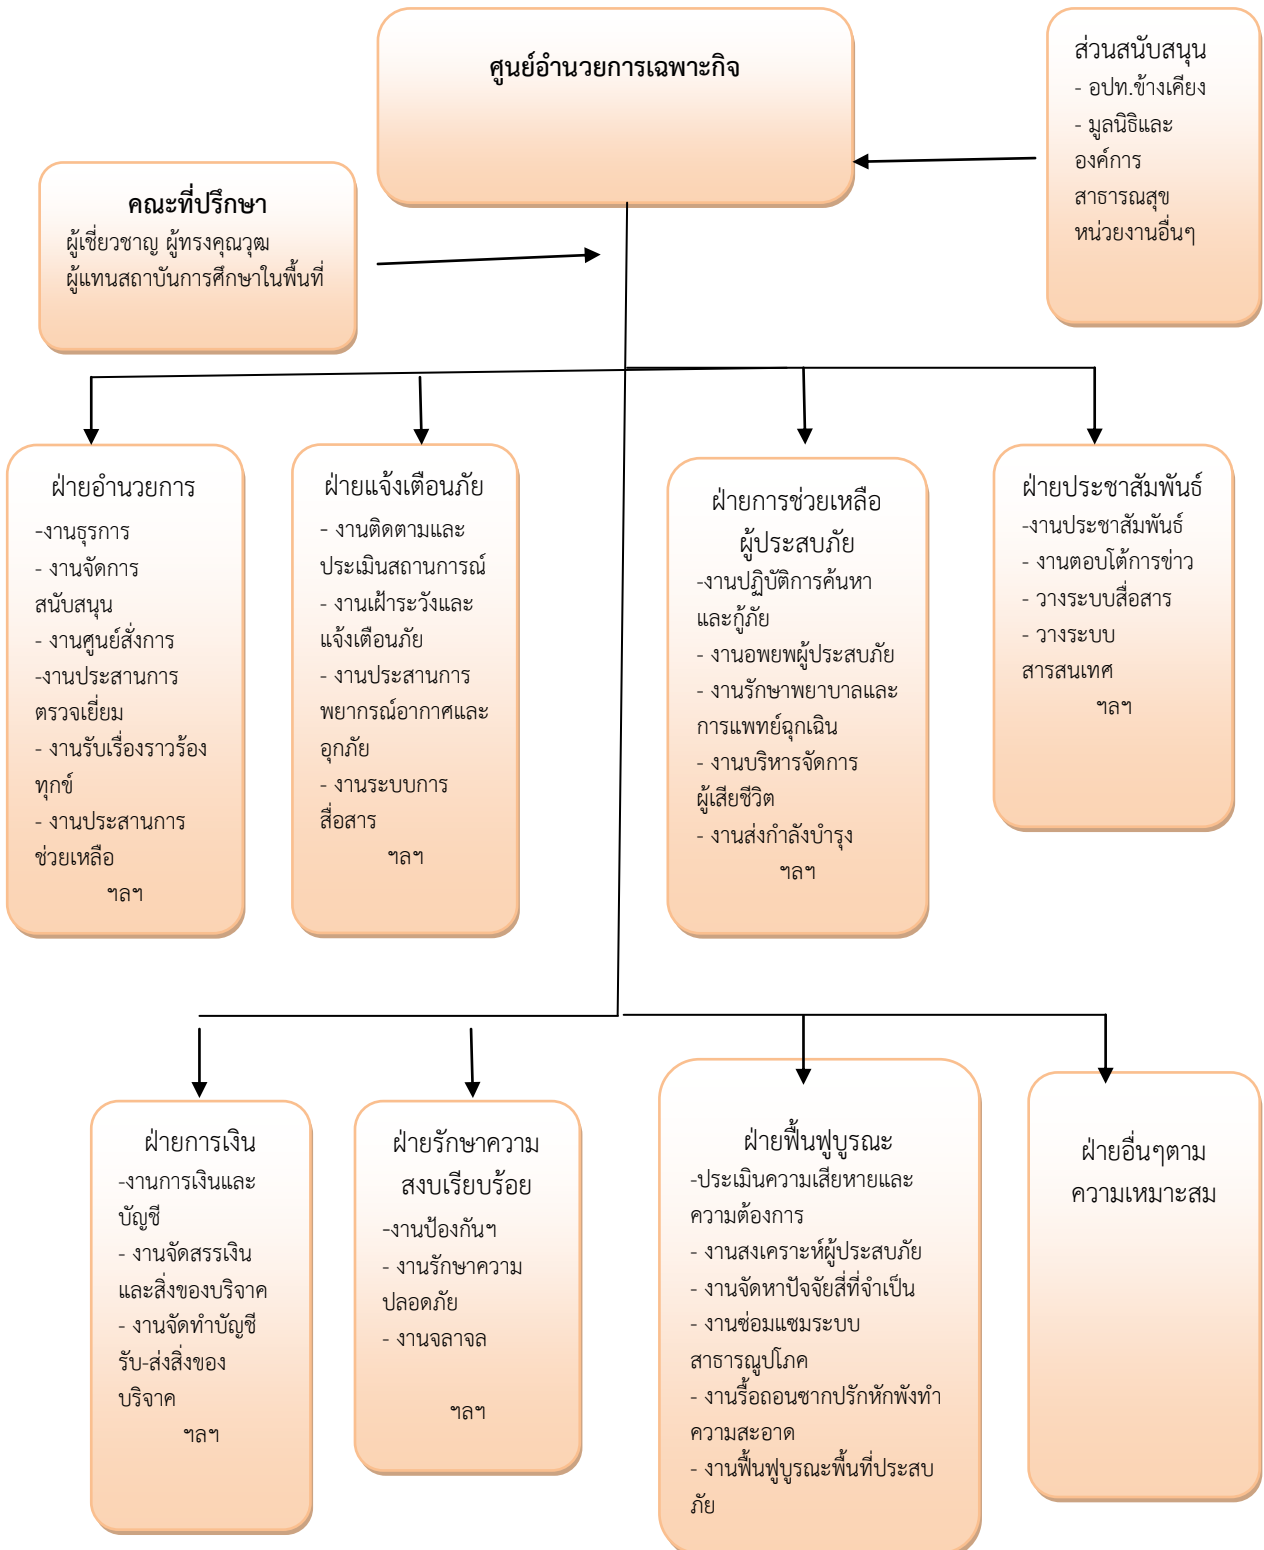 ศูนย์อำนวยการเฉพาะกิจ
ส่วนสนับสนุน
- อปท.ข้างเคียง
- มูลนิธิและ
องค์การ
สาธารณสุข
หน่วยงานอื่นๆ
คณะที่ปรึกษา
ผู้เชี่ยวชาญ ผู้ทรงคุณวุฒ
ผู้แทนสถาบันการศึกษาในพื้นที่
ฝ่ายอำนวยการ
-งานธุรการ
- งานจัดการ
สนับสนุน
- งานศูนย์สั่งการ
-งานประสานการ
ตรวจเยี่ยม
- งานรับเรื่องราวร้อง
ทุกข์
- งานประสานการ
ช่วยเหลือ
ฯลฯ
ฝ่ายแจ้งเตือนภัย
- งานติดตามและ
ประเมินสถานการณ์
- งานเฝ้าระวังและ
แจ้งเตือนภัย
- งานประสานการ
พยากรณ์อากาศและ
อุกภัย
- งานระบบการ
สื่อสาร
ฯลฯ
ฝ่ายการช่วยเหลือ
ผู้ประสบภัย
-งานปฏิบัติการค้นหา
และกู้ภัย
- งานอพยพผู้ประสบภัย
- งานรักษาพยาบาลและ
การแพทย์ฉุกเฉิน
- งานบริหารจัดการ
ผู้เสียชีวิต
- งานส่งกำลังบำรุง
ฯลฯ
ฝ่ายประชาสัมพันธ์
-งานประชาสัมพันธ์
- งานตอบโต้การข่าว
- วางระบบสื่อสาร
- วางระบบ
สารสนเทศ
ฯลฯ
ฝ่ายการเงิน
-งานการเงินและ
บัญชี
- งานจัดสรรเงิน
และสิ่งของบริจาค
- งานจัดทำบัญชี
รับ-ส่งสิ่งของ
บริจาค
ฯลฯ
ฝ่ายรักษาความ
สงบเรียบร้อย
-งานป้องกันฯ
- งานรักษาความ
ปลอดภัย
- งานจลาจล
ฯลฯ
ฝ่ายฟื้นฟูบูรณะ
-ประเมินความเสียหายและ
ความต้องการ
- งานสงเคราะห์ผู้ประสบภัย
- งานจัดหาปัจจัยสี่ที่จำเป็น
- งานซ่อมแซมระบบ
สาธารณูปโภค
- งานรื้อถอนซากปรักหักพังทำ
ความสะอาด
- งานฟื้นฟูบูรณะพื้นที่ประสบ
ภัย
ฝ่ายอื่นๆตาม
ความเหมาะสม